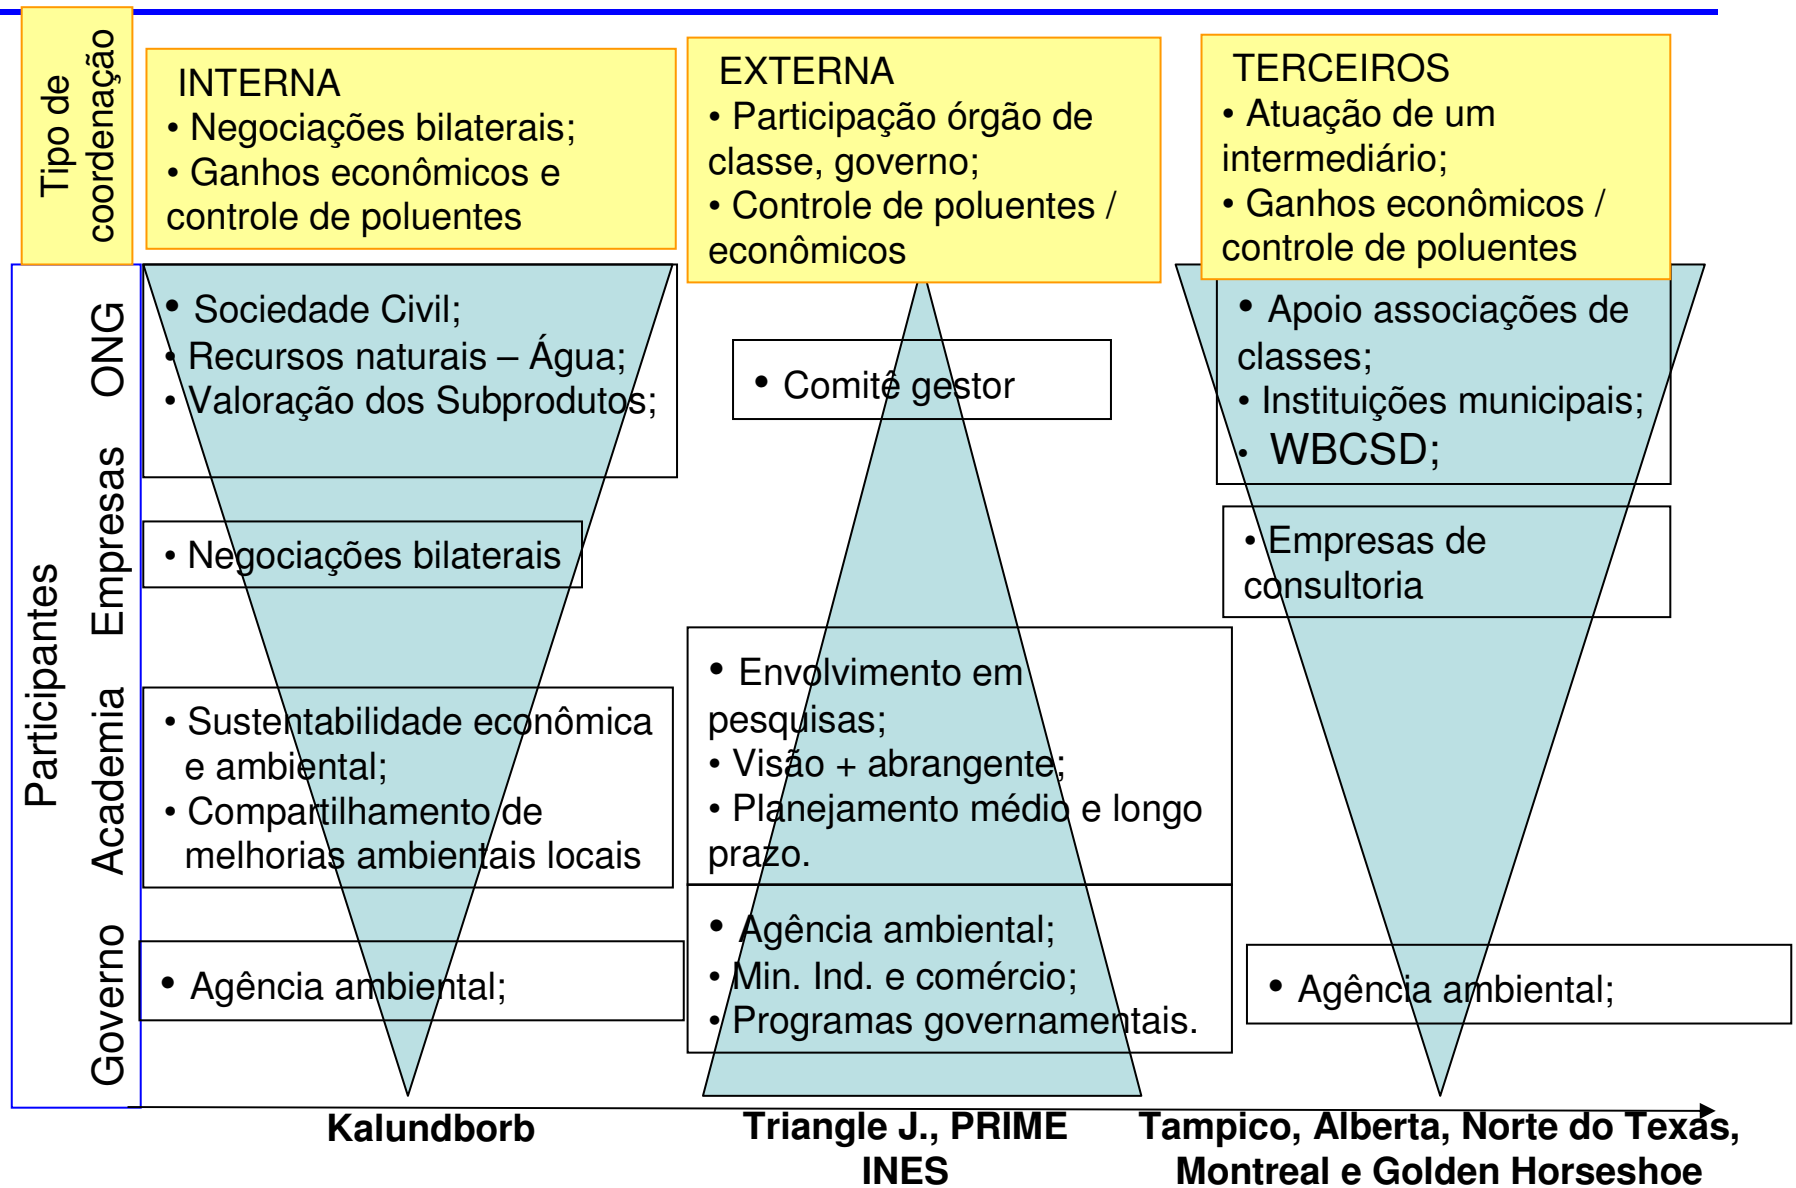 Tipo de
coordenação
INTERNA
• Negociações bilaterais;
• Ganhos econômicos e
controle de poluentes
EXTERNA
• Participação órgão de
classe, governo;
• Controle de poluentes /
econômicos
TERCEIROS
• Atuação de um
intermediário;
• Ganhos econômicos /
controle de poluentes
Participantes
ONG
• Sociedade Civil;
• Recursos naturais – Água;
• Valoração dos Subprodutos;
• Comitê gestor
• Apoio associações de
classes;
• Instituições municipais;
• WBCSD;
Empresas
• Negociações bilaterais
• Empresas de
consultoria
Academia
• Sustentabilidade econômica
e ambiental;
• Compartilhamento de
melhorias ambientais locais
• Envolvimento em
pesquisas;
• Visão + abrangente;
• Planejamento médio e longo
prazo.
Governo
• Agência ambiental;
• Agência ambiental;
• Min. Ind. e comércio;
• Programas governamentais.
• Agência ambiental;
Kalundborb
Triangle J., PRIME
INES
Tampico, Alberta, Norte do Texas,
Montreal e Golden Horseshoe